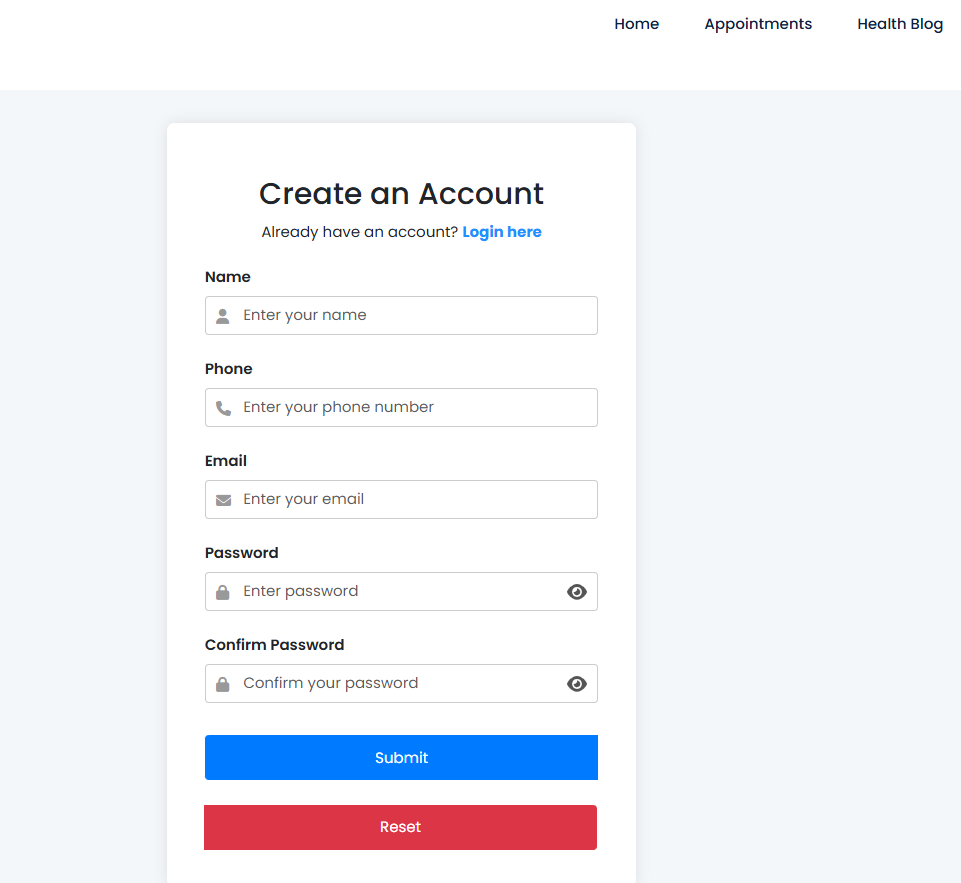 Home Appointments Health Blog
Create an Account
Already have an account? Login here
Name
Enter your name
Phone
Enter your phone number
Email
Enter your email
Password
Enter password
Confirm Password
Confirm your password
Submit
Reset